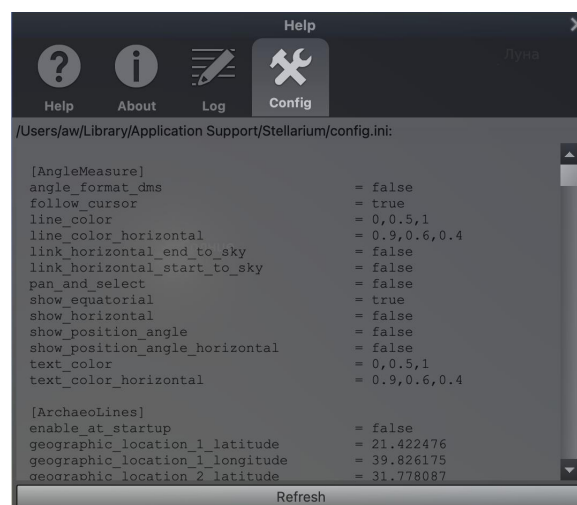 Help
Луна
Help About Log Config
/Users/aw/Library/Application Support/Stellarium/config.ini:
[AngleMeasure]
angle_format_dms = false
follow_cursor = true
line_color = 0,0.5,1
line_color_horizontal = 0.9,0.6,0.4
link_horizontal_end_to_sky = false
link_horizontal_start_to_sky = false
pan_and_select = false
show_equatorial = true
show_horizontal = false
show_position_angle = false
show_position_angle_horizontal = false
text_color = 0,0.5,1
text_color_horizontal = 0.9,0.6,0.4
[ArchaeoLines]
enable_at_startup = false
geographic_location_1_latitude = 21.422476
geographic_location_1_longitude = 39.826175
geographic_location_2_latitude = 31.778087
Refresh